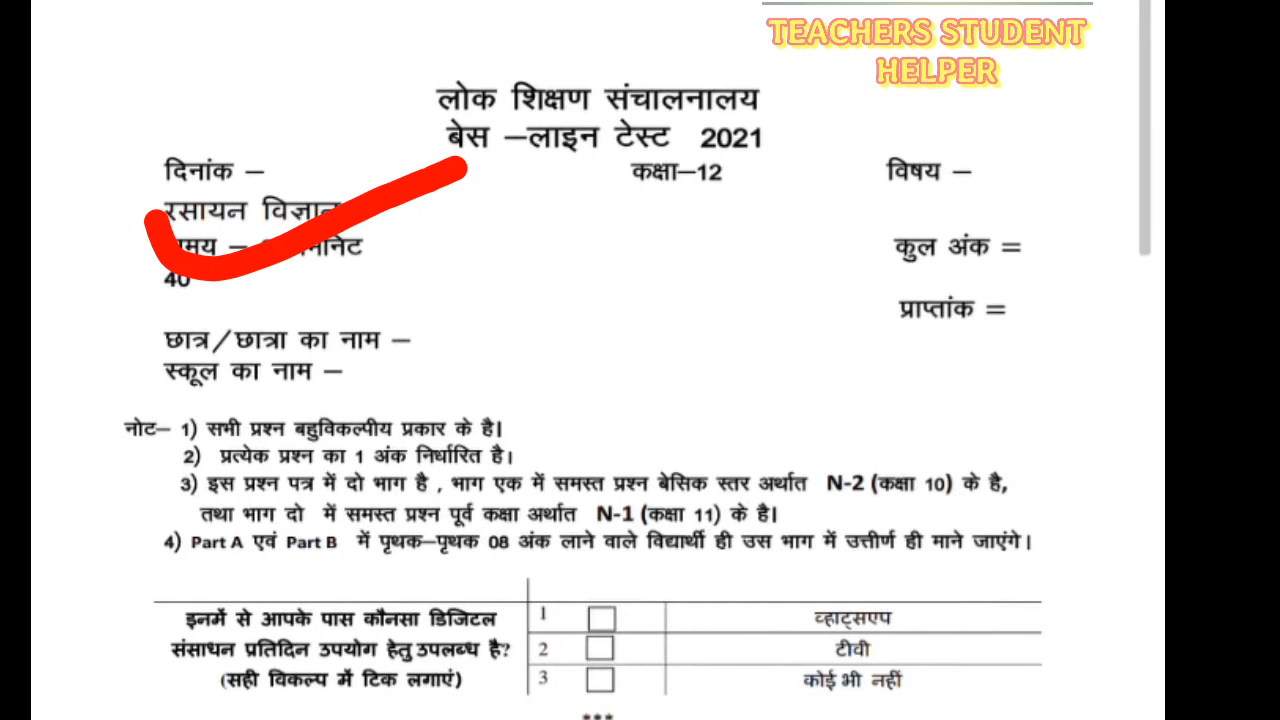 TEACHERS STUDENT
HELPER
लोक शिक्षण संचालनालय
बेस –लाइन टेस्ट 2021
दिनांक – कक्षा–12 विषय –
रसायन विज्ञान
समय – कुल अंक =
40
प्राप्तांक =
छात्र/छात्रा का नाम –
स्कूल का नाम –
नोट– 1) सभी प्रश्न बहुविकल्पीय प्रकार के है।
2) प्रत्येक प्रश्न का 1 अंक निर्धारित है।
3) इस प्रश्न पत्र में दो भाग है , भाग एक में समस्त प्रश्न बेसिक स्तर अर्थात N-2 (कक्षा 10) के है,
तथा भाग दो में समस्त प्रश्न पूर्व कक्षा अर्थात N-1 (कक्षा 11) के है।
4) Part A एवं Part B में पृथक–पृथक 08 अंक लाने वाले विद्यार्थी ही उस भाग में उत्तीर्ण ही माने जाएंगे।
इनमें से आपके पास कौनसा डिजिटल 1 व्हाट्सएप
संसाधन प्रतिदिन उपयोग हेतु उपलब्ध है? 2 टीवी
(सही विकल्प में टिक लगाएं) 3 कोई भी नहीं
***